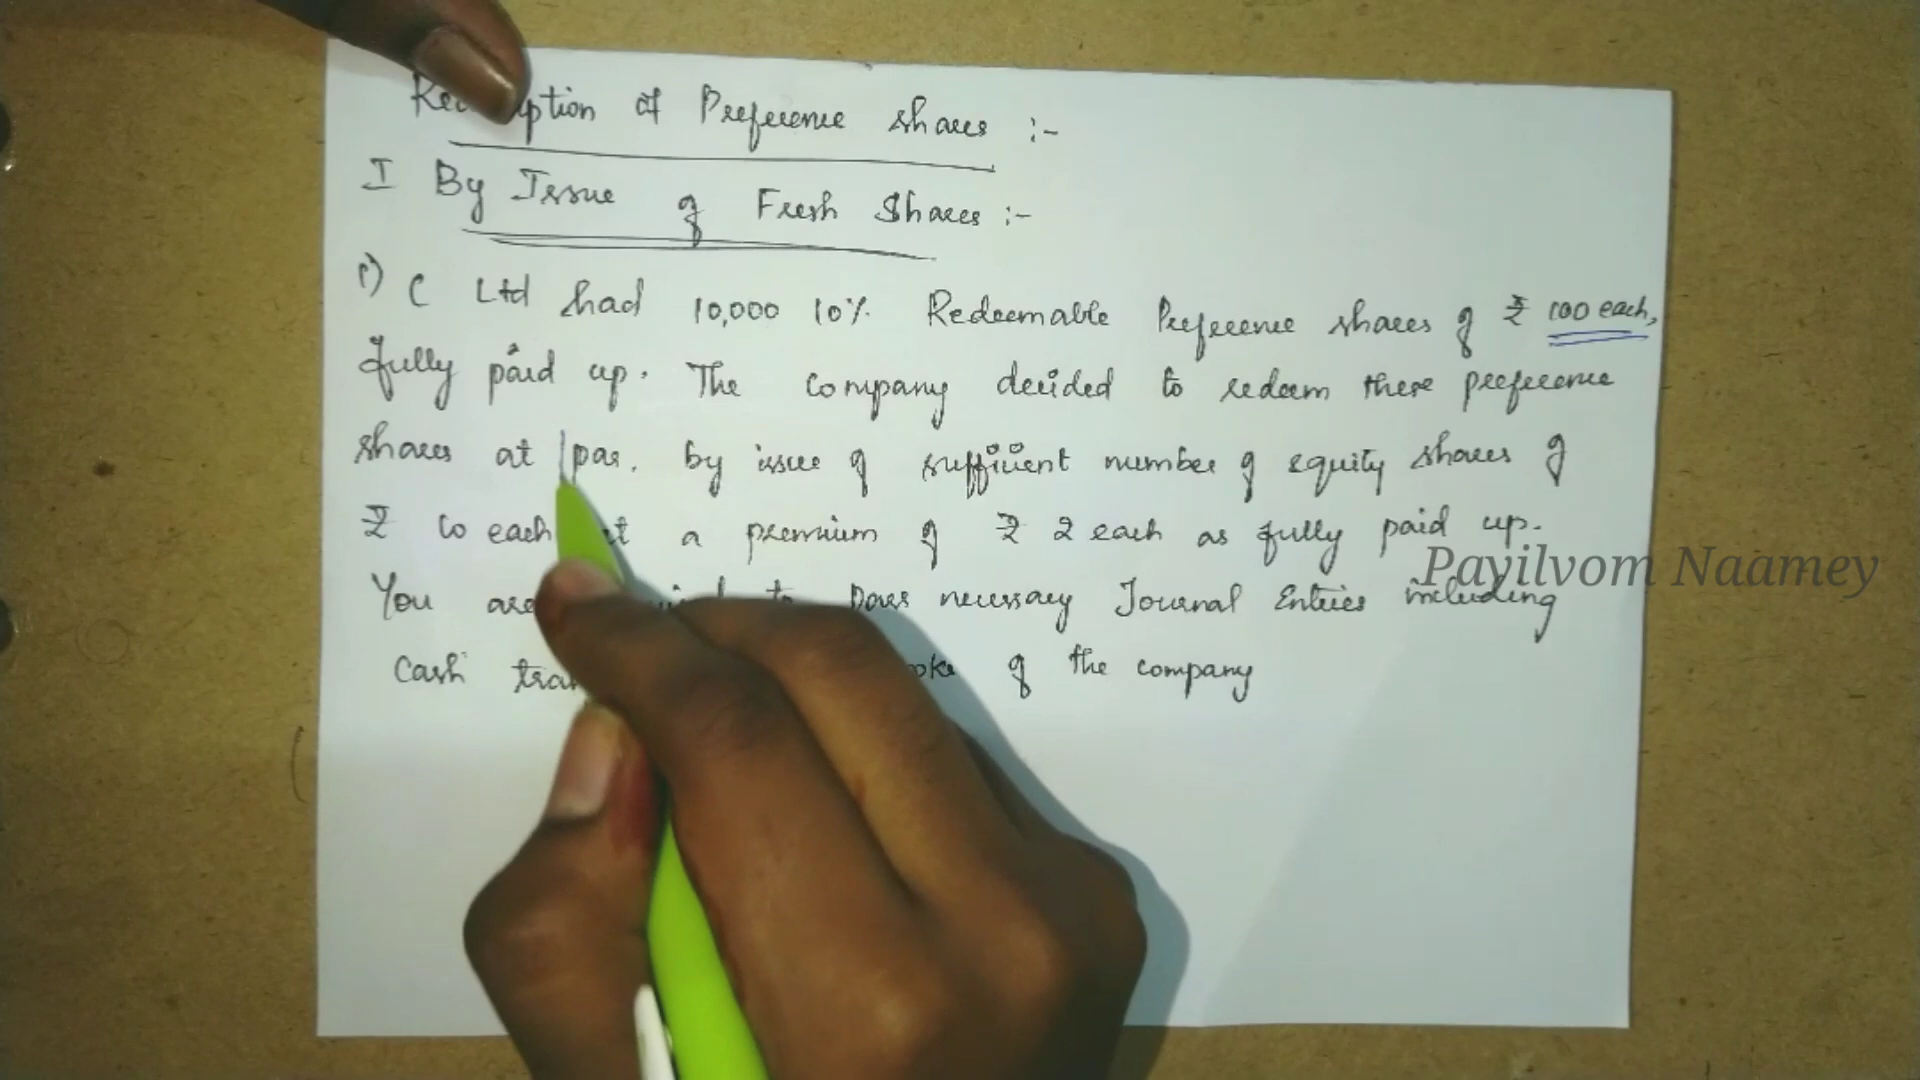 ption of Preference shares :-
I By Issue of Fresh Shares :-
1) C Ltd had 10,000 10% Redeemable Preference shares of ₹ 100 each,
fully paid up. The company decided to redeem these preference
shares at par. by issue of sufficient number of equity shares of
₹ 10 each at a premium of ₹ 2 each as fully paid up.
Payilvom Naamey
You are to pass necessary Journal Entries including
Cash of the company